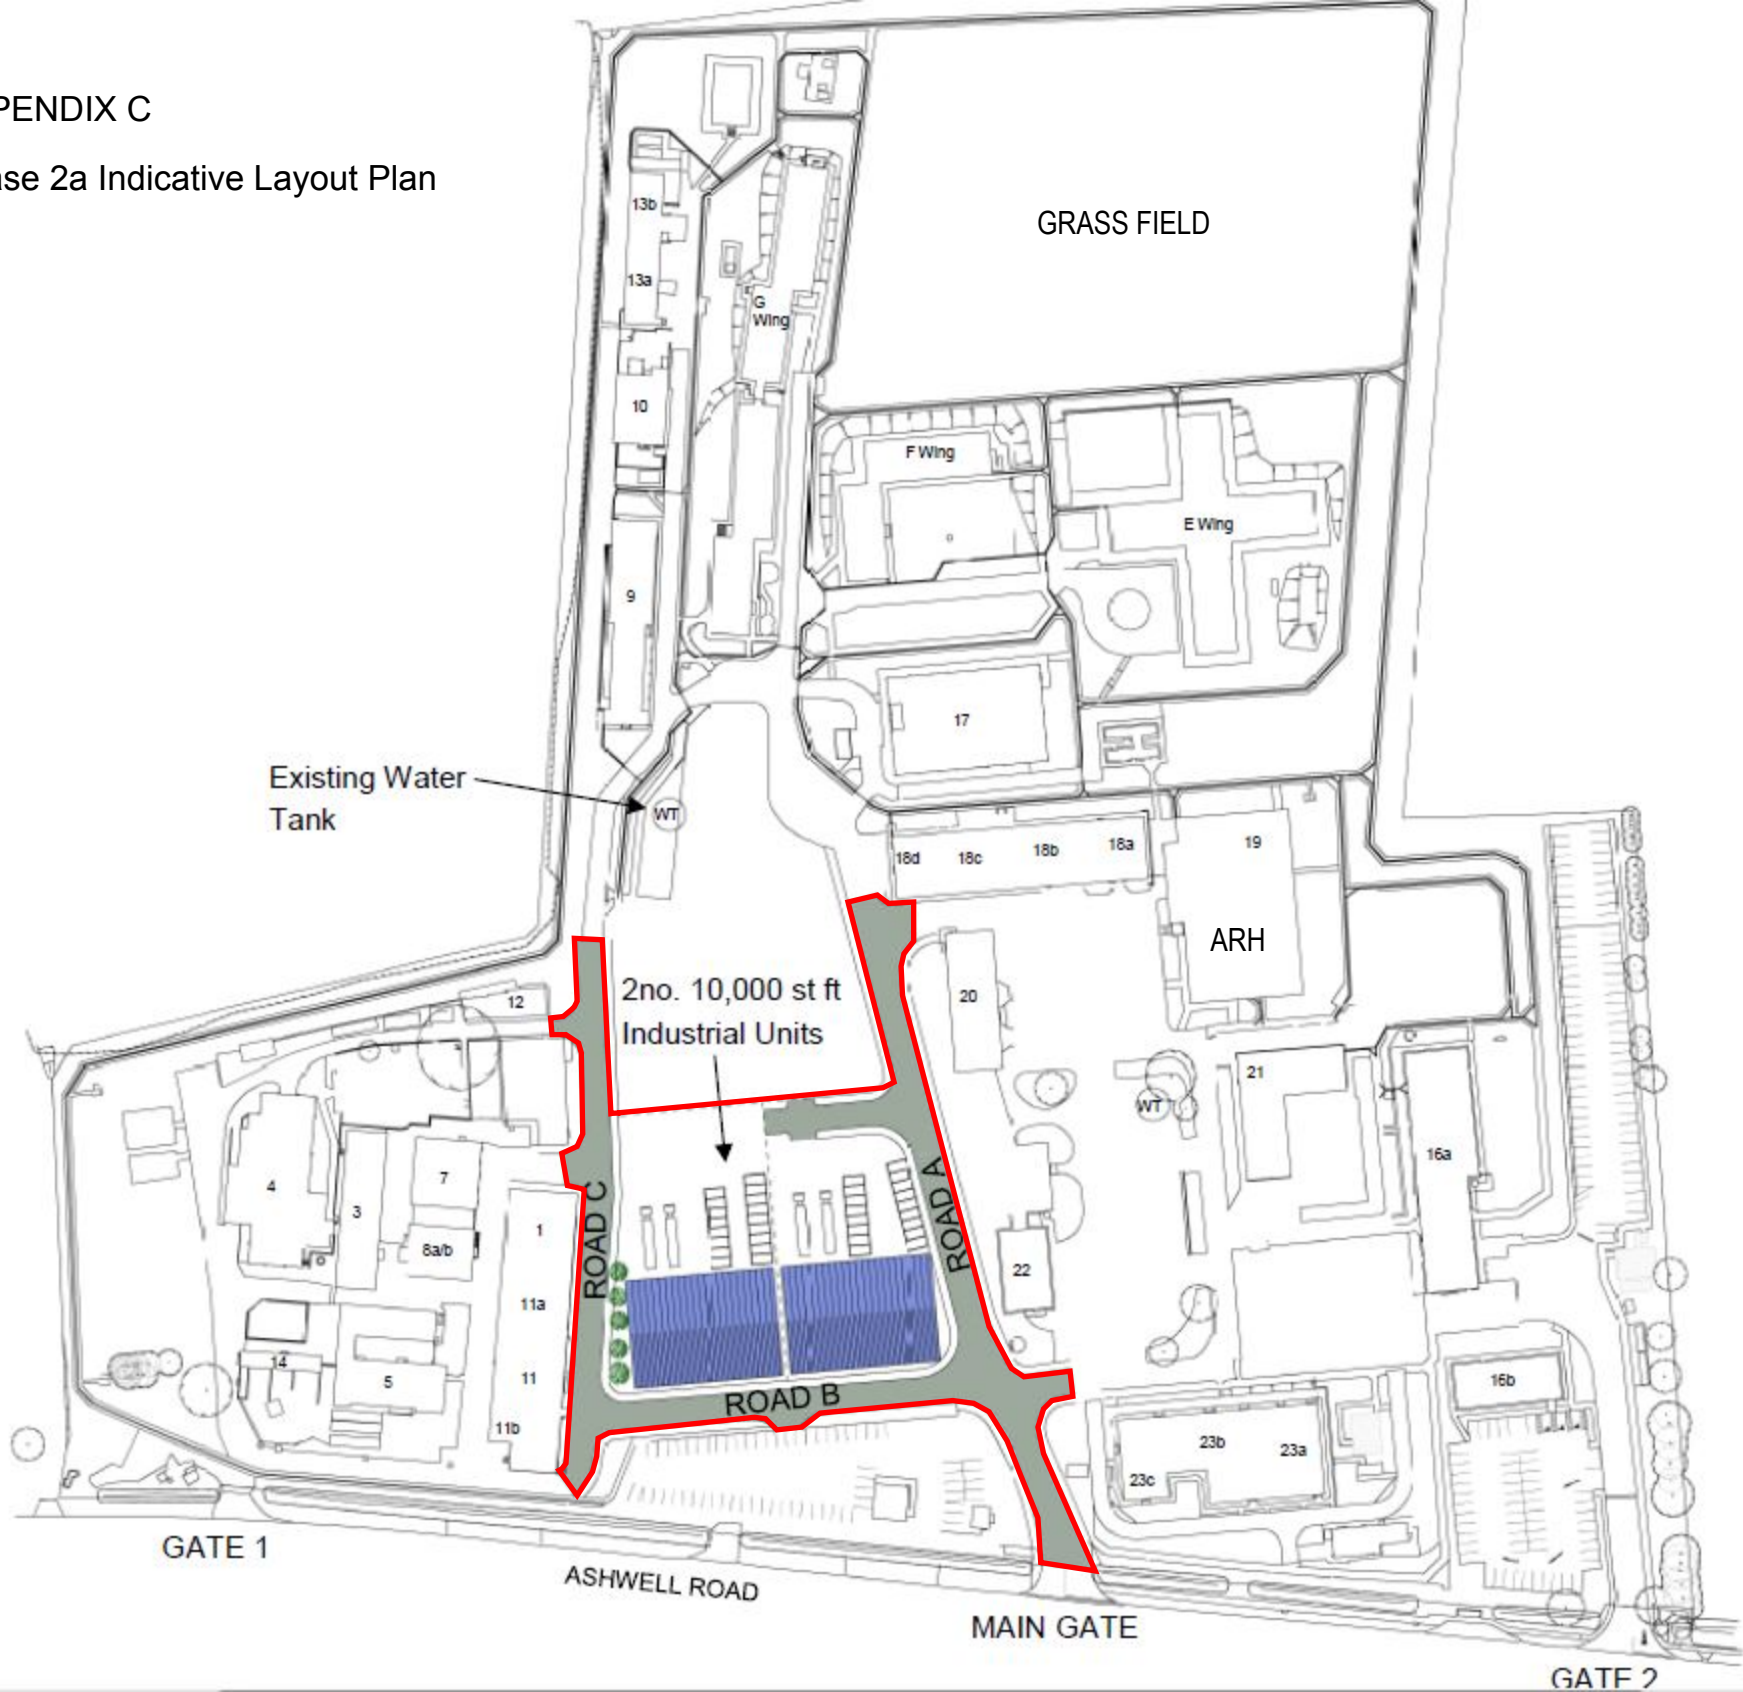 PENDIX C
ase 2a Indicative Layout Plan
GRASS FIELD
13b
13a
G
Wing
10
F Wing
E Wing
9
17
Existing Water
Tank
WT
18d
18c
18b
18a
19
ARH
12
2no. 10,000 st ft
Industrial Units
20
21
WT
4
3
7
8a/b
1
16a
ROAD C
ROAD A
22
11a
14
5
11
11b
ROAD B
16b
23b
23a
23c
GATE 1
ASHWELL ROAD
MAIN GATE
GATE 2